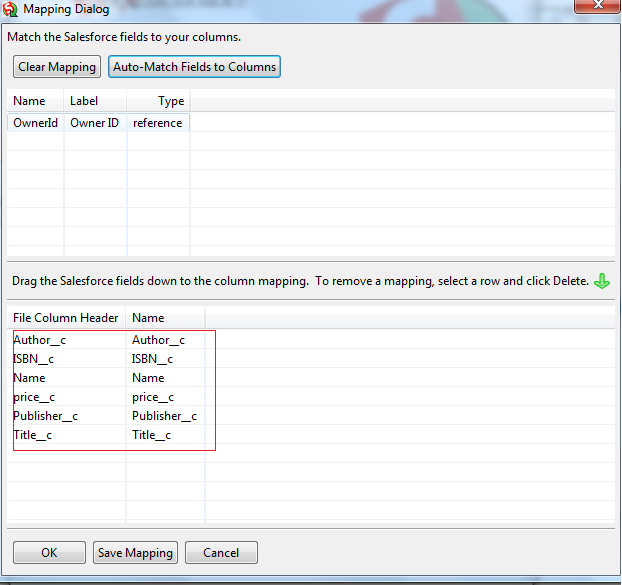 Mapping Dialog
Match the Salesforce fields to your columns.
Clear Mapping Auto-Match Fields to Columns
Name Label Type
OwnerId Owner ID reference
Drag the Salesforce fields down to the column mapping. To remove a mapping, select a row and click Delete.
File Column Header Name
Author__c Author__c
ISBN__c ISBN__c
Name Name
price__c price__c
Publisher__c Publisher__c
Title__c Title__c
OK Save Mapping Cancel